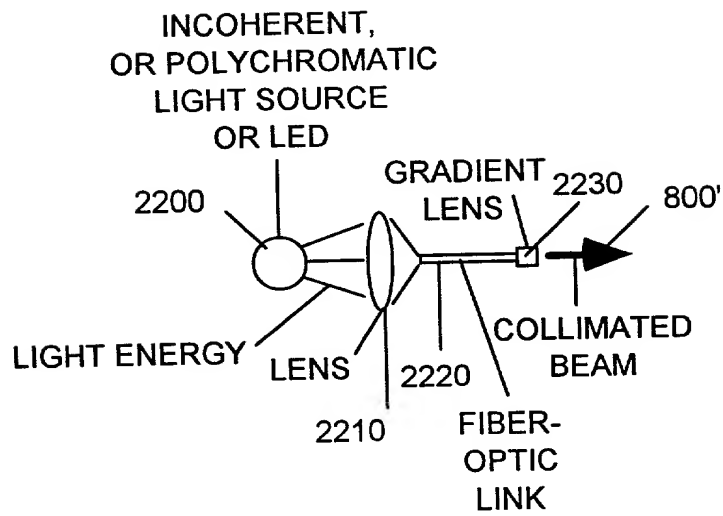 INCOHERENT,
OR POLYCHROMATIC
LIGHT SOURCE
OR LED
2200
GRADIENT
LENS
2230
800'
LIGHT ENERGY
LENS
2210
2220
FIBER-
OPTIC
LINK
COLLIMATED
BEAM